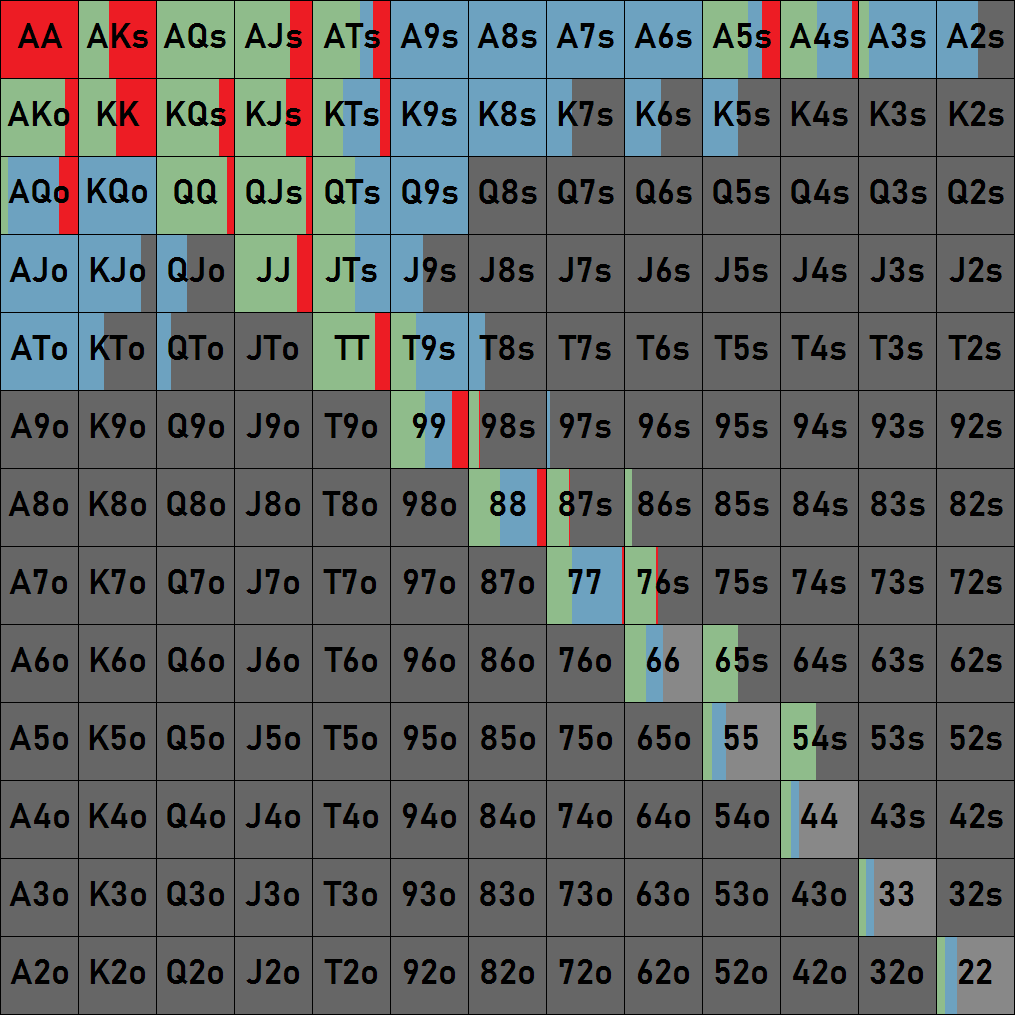 AA AKs AQs AJs ATs A9s A8s A7s A6s A5s A4s A3s A2s
AKo KK KQs KJs KTs K9s K8s K7s K6s K5s K4s K3s K2s
AQo KQo QQ QJs QTs Q9s Q8s Q7s Q6s Q5s Q4s Q3s Q2s
AJo KJo QJo JJ JTs J9s J8s J7s J6s J5s J4s J3s J2s
ATo KTo QTo JTo TT T9s T8s T7s T6s T5s T4s T3s T2s
A9o K9o Q9o J9o T9o 99 98s 97s 96s 95s 94s 93s 92s
A8o K8o Q8o J8o T8o 98o 88 87s 86s 85s 84s 83s 82s
A7o K7o Q7o J7o T7o 97o 87o 77 76s 75s 74s 73s 72s
A6o K6o Q6o J6o T6o 96o 86o 76o 66 65s 64s 63s 62s
A5o K5o Q5o J5o T5o 95o 85o 75o 65o 55 54s 53s 52s
A4o K4o Q4o J4o T4o 94o 84o 74o 64o 54o 44 43s 42s
A3o K3o Q3o J3o T3o 93o 83o 73o 63o 53o 43o 33 32s
A2o K2o Q2o J2o T2o 92o 82o 72o 62o 52o 42o 32o 22